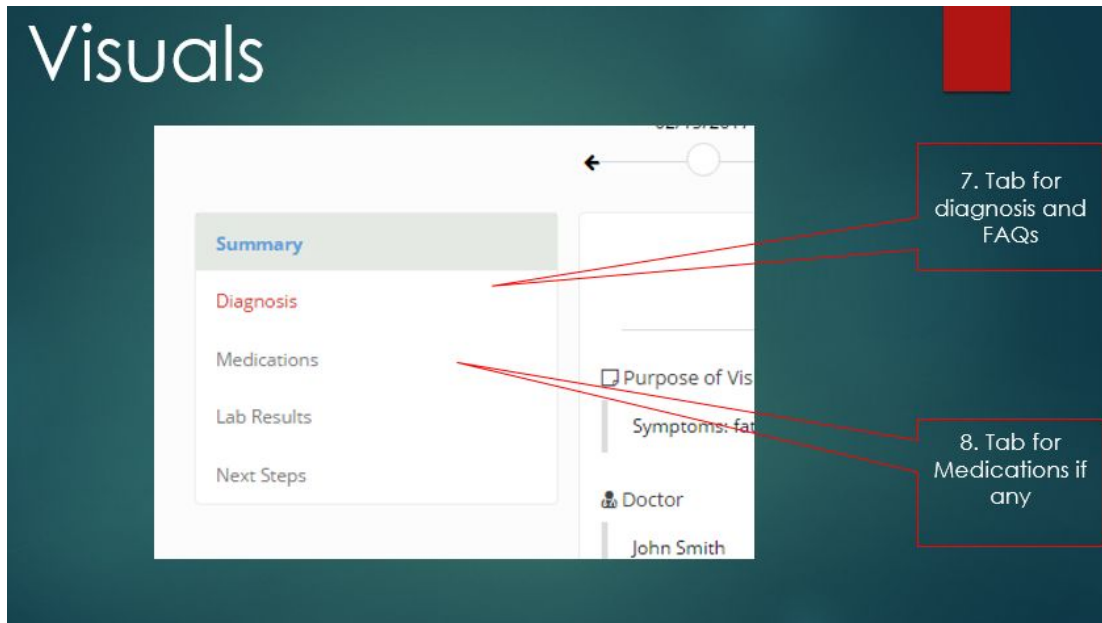 Visuals
Summary
Diagnosis
Medications
Lab Results
Next Steps
Purpose of Vis
Symptoms: fat
Doctor
John Smith
7. Tab for
diagnosis and
FAQs
8. Tab for
Medications if
any